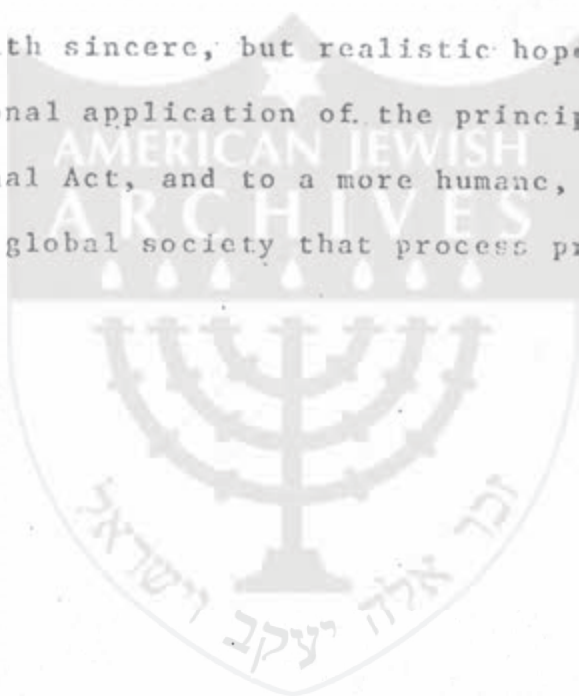 th sincere, but realistic hope
onal application of the princip
al Act, and to a more humane,
global society that process pr
AMERICAN JEWISH
ARCHIVES
זכר אלה יעקב וישראל